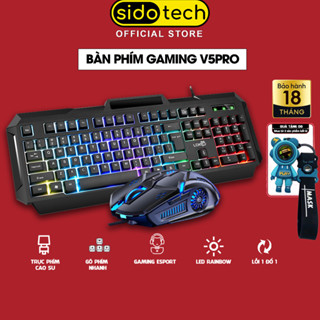 sidotech
OFFICIAL STORE
BÀN PHÍM GAMING V5PRO
Bảo hành
18
THÁNG
MASK
TRỤC PHÍM
CAO SU
GÕ PHÍM
NHANH
GAMING ESPORT
LED RAINBOW
LỖI 1 ĐỔI 1